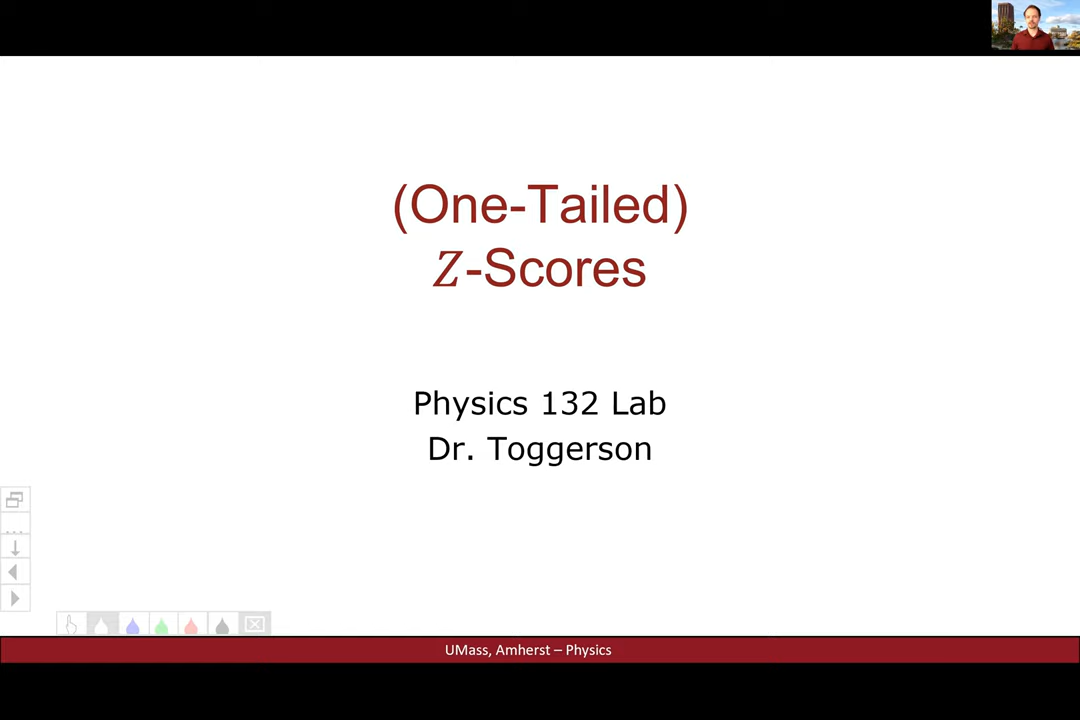 (One-Tailed)
Z-Scores
Physics 132 Lab
Dr. Toggerson
UMass, Amherst – Physics